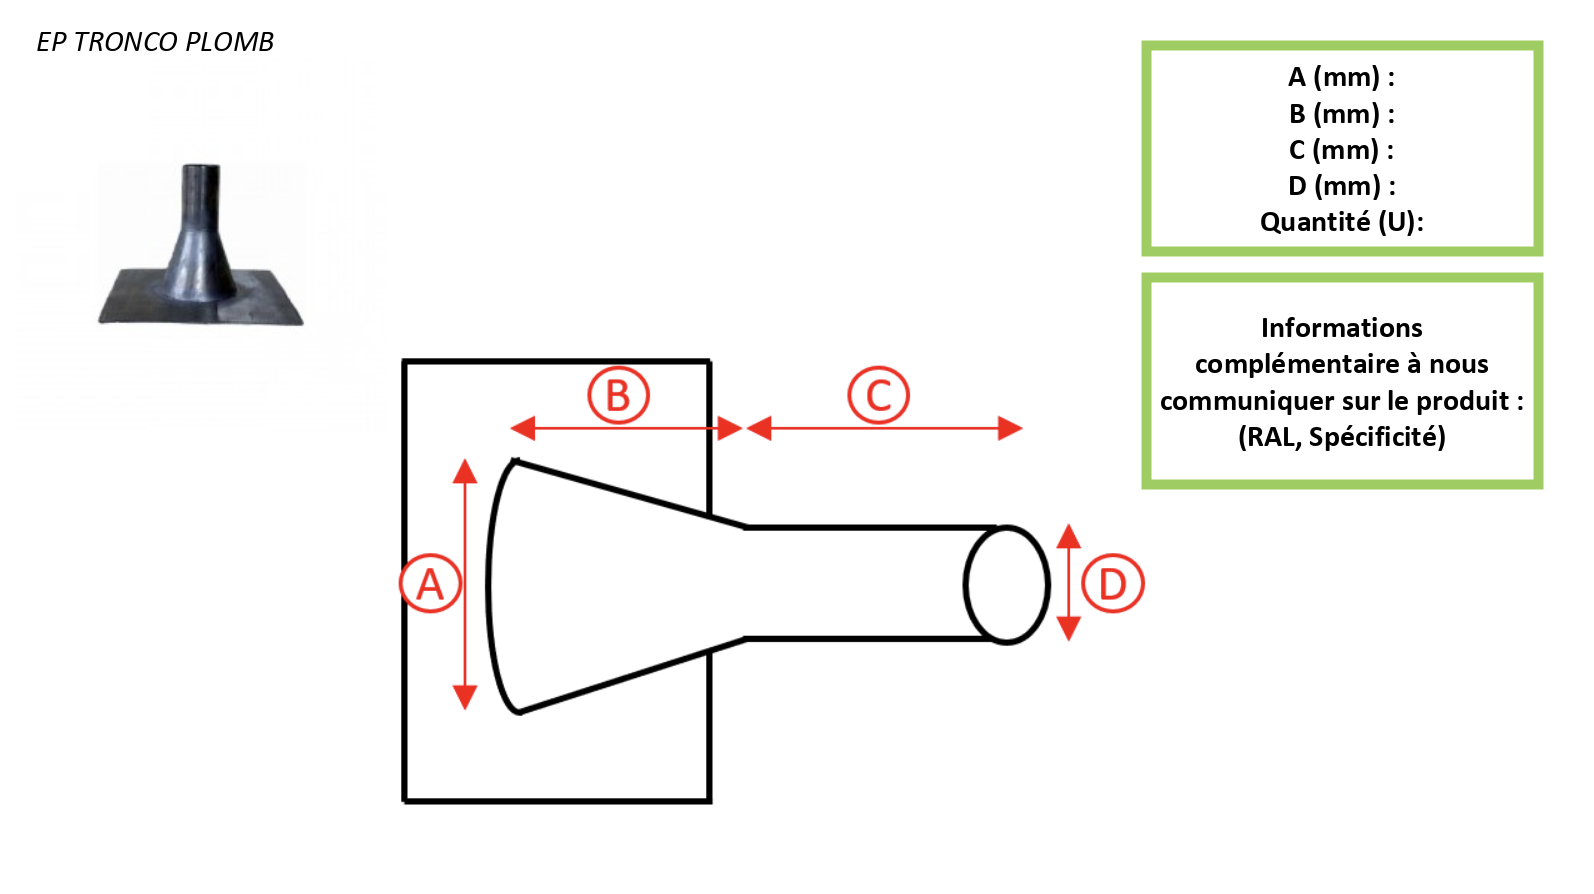 EP TRONCO PLOMB
A (mm) :
B (mm) :
C (mm) :
D (mm) :
Quantité (U):
Informations
complémentaire à nous
communiquer sur le produit :
(RAL, Spécificité)
B
C
A
D